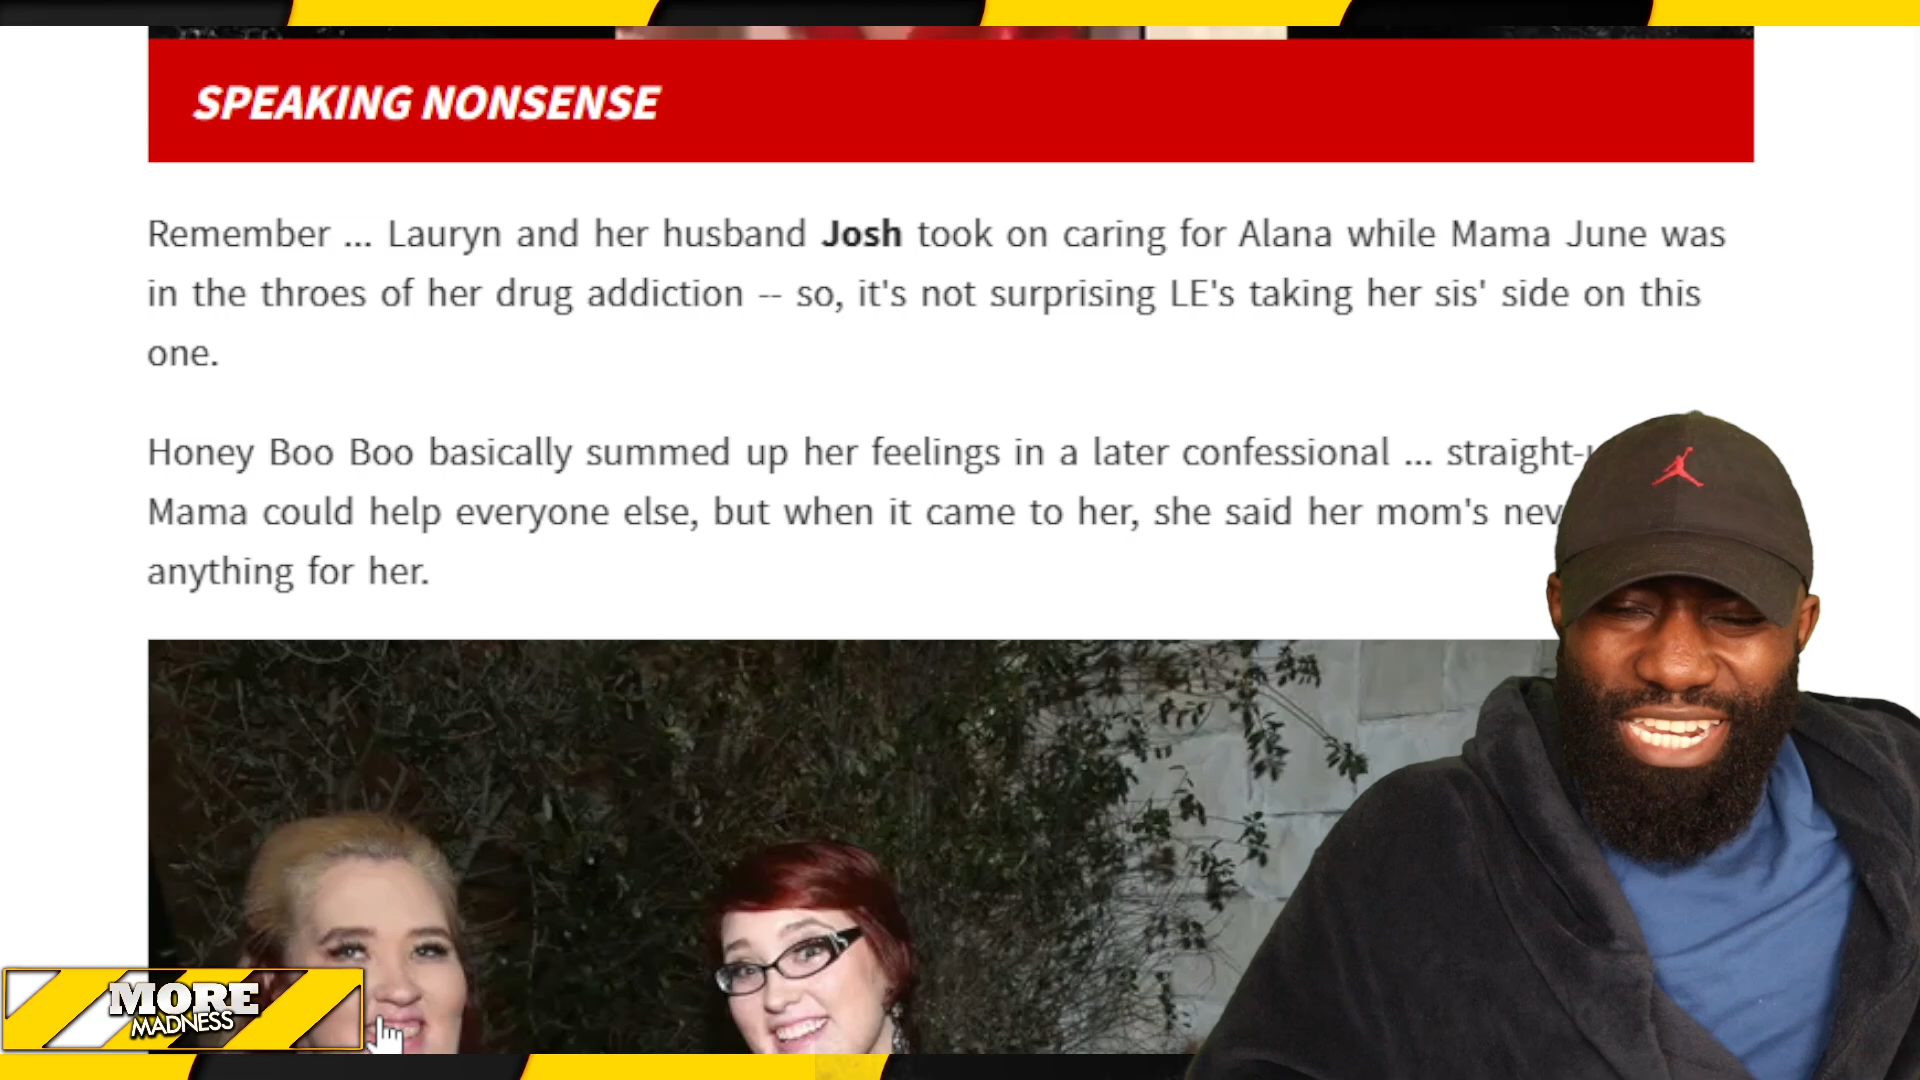 SPEAKING NONSENSE
Remember ... Lauryn and her husband Josh took on caring for Alana while Mama June was
in the throes of her drug addiction -- so, it's not surprising LE's taking her sis' side on this
one.
Honey Boo Boo basically summed up her feelings in a later confessional ... straight-
Mama could help everyone else, but when it came to her, she said her mom's
anything for her.
MORE
MADNESS